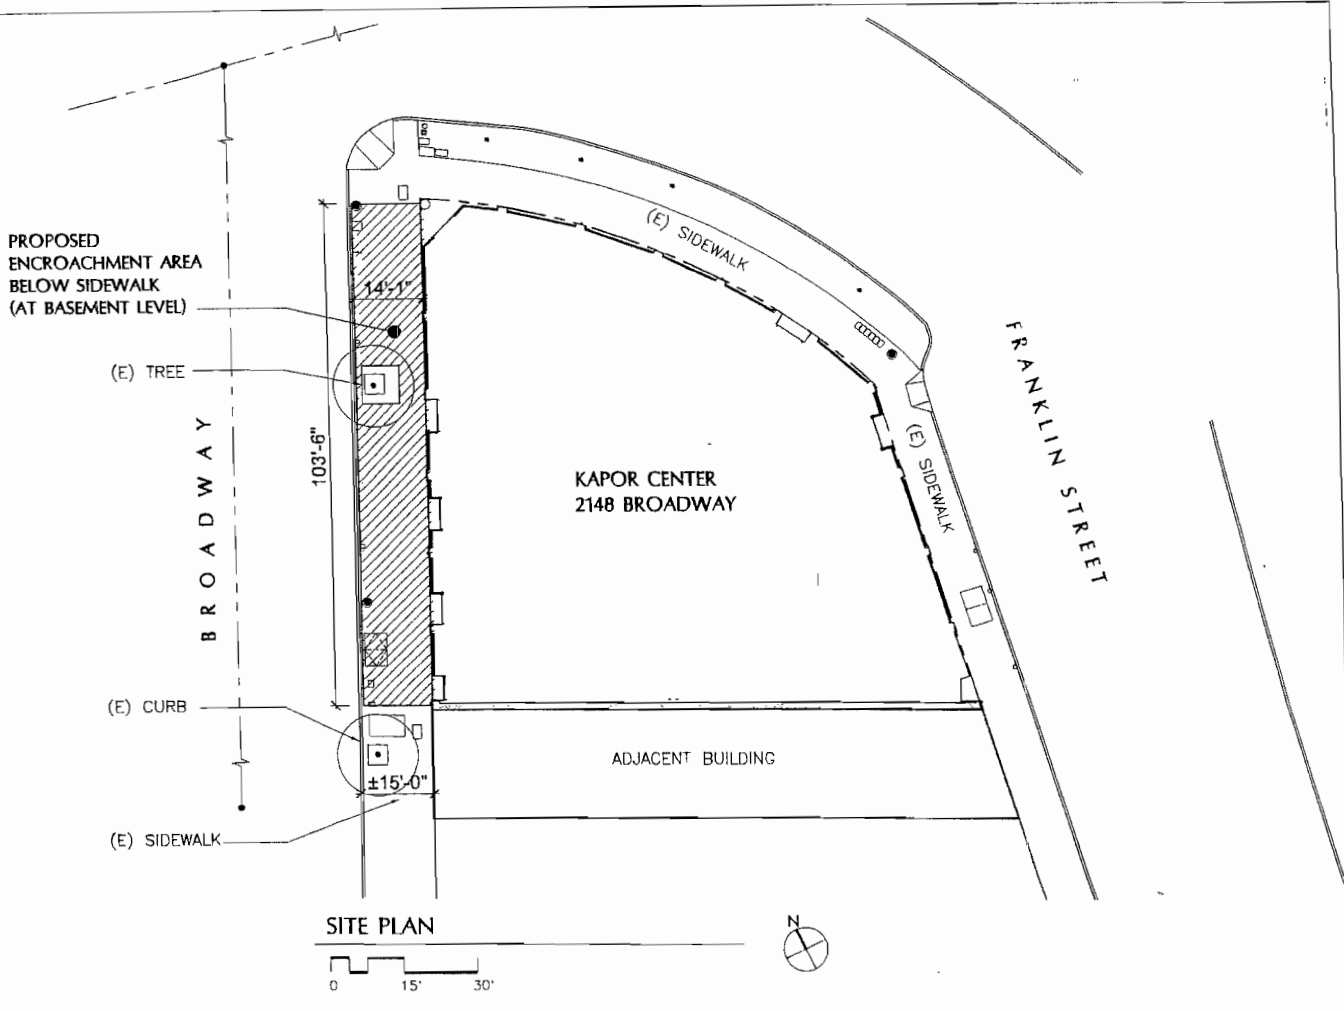 PROPOSED
ENCROACHMENT AREA
BELOW SIDEWALK
(AT BASEMENT LEVEL)
14'-1"
(E) TREE
103'-6"
BROADWAY
(E) SIDEWALK
KAPOR CENTER
2148 BROADWAY
(E) SIDEWALK
FRANKLIN STREET
(E) CURB
ADJACENT BUILDING
±15'-0"
(E) SIDEWALK
SITE PLAN
N
0 15' 30'